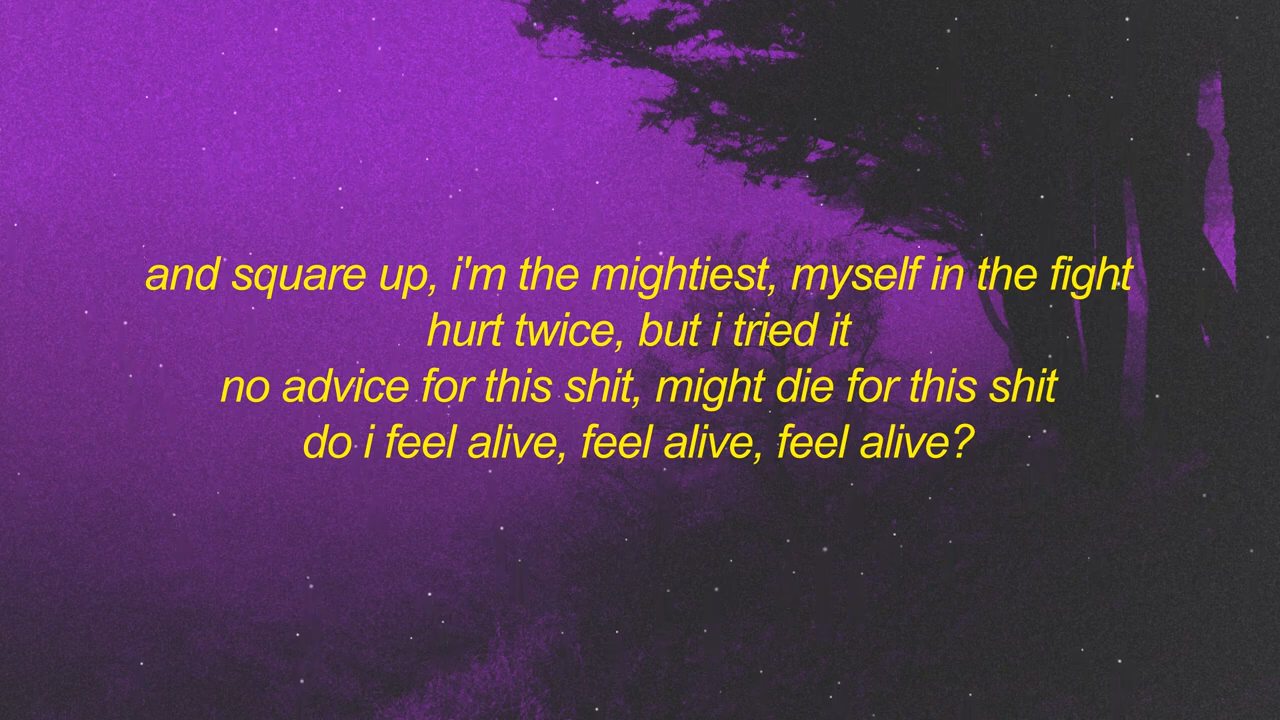 and square up, i'm the mightiest, myself in the fight
hurt twice, but i tried it
no advice for this shit, might die for this shit
do i feel alive, feel alive, feel alive?